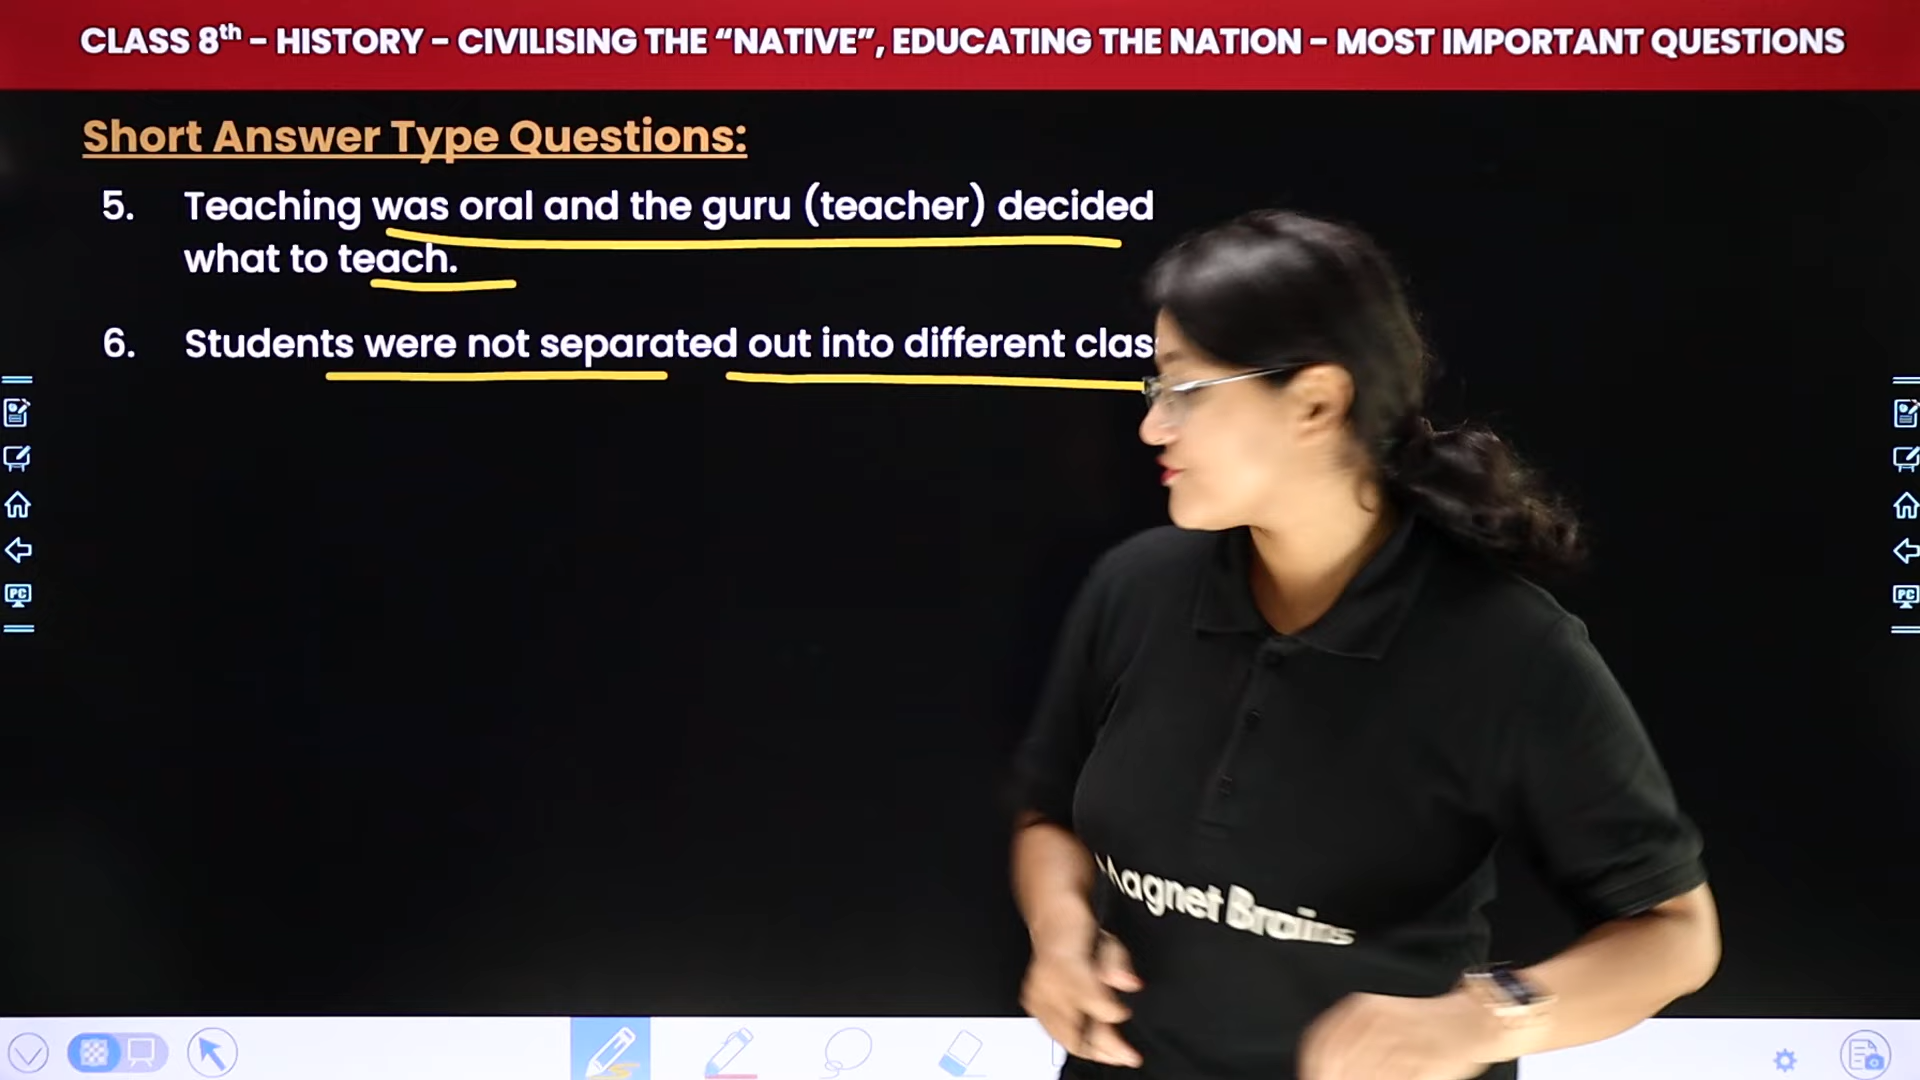 CLASS 8th – HISTORY – CIVILISING THE “NATIVE”, EDUCATING THE NATION – MOST IMPORTANT QUESTIONS
Short Answer Type Questions:
5. Teaching was oral and the guru (teacher) decided
what to teach.
6. Students were not separated out into different
PC
PC
Magnet Brains